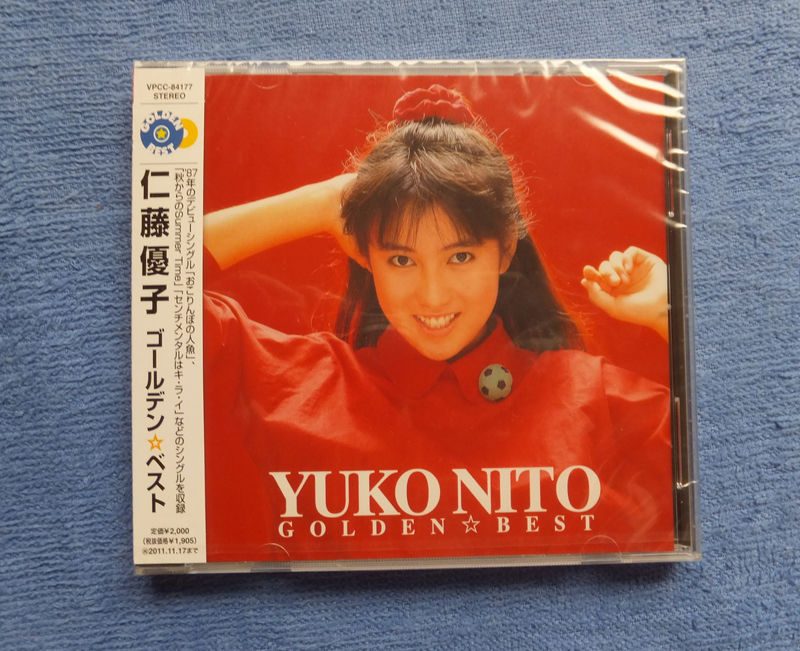 VPCC-84177
STEREO
GOLDEN
BEST
仁藤優子 ゴールデン☆ベスト
'87年のデビューシングル「おこりんぼの人魚」、
「秋からのSummer Time」「センチメンタルはキ・ラ・イ」などのシングルを収録
定価¥2,000
(税抜価格¥1,905)
Ⓗ2011.11.17まで
YUKO NITO
GOLDEN☆BEST